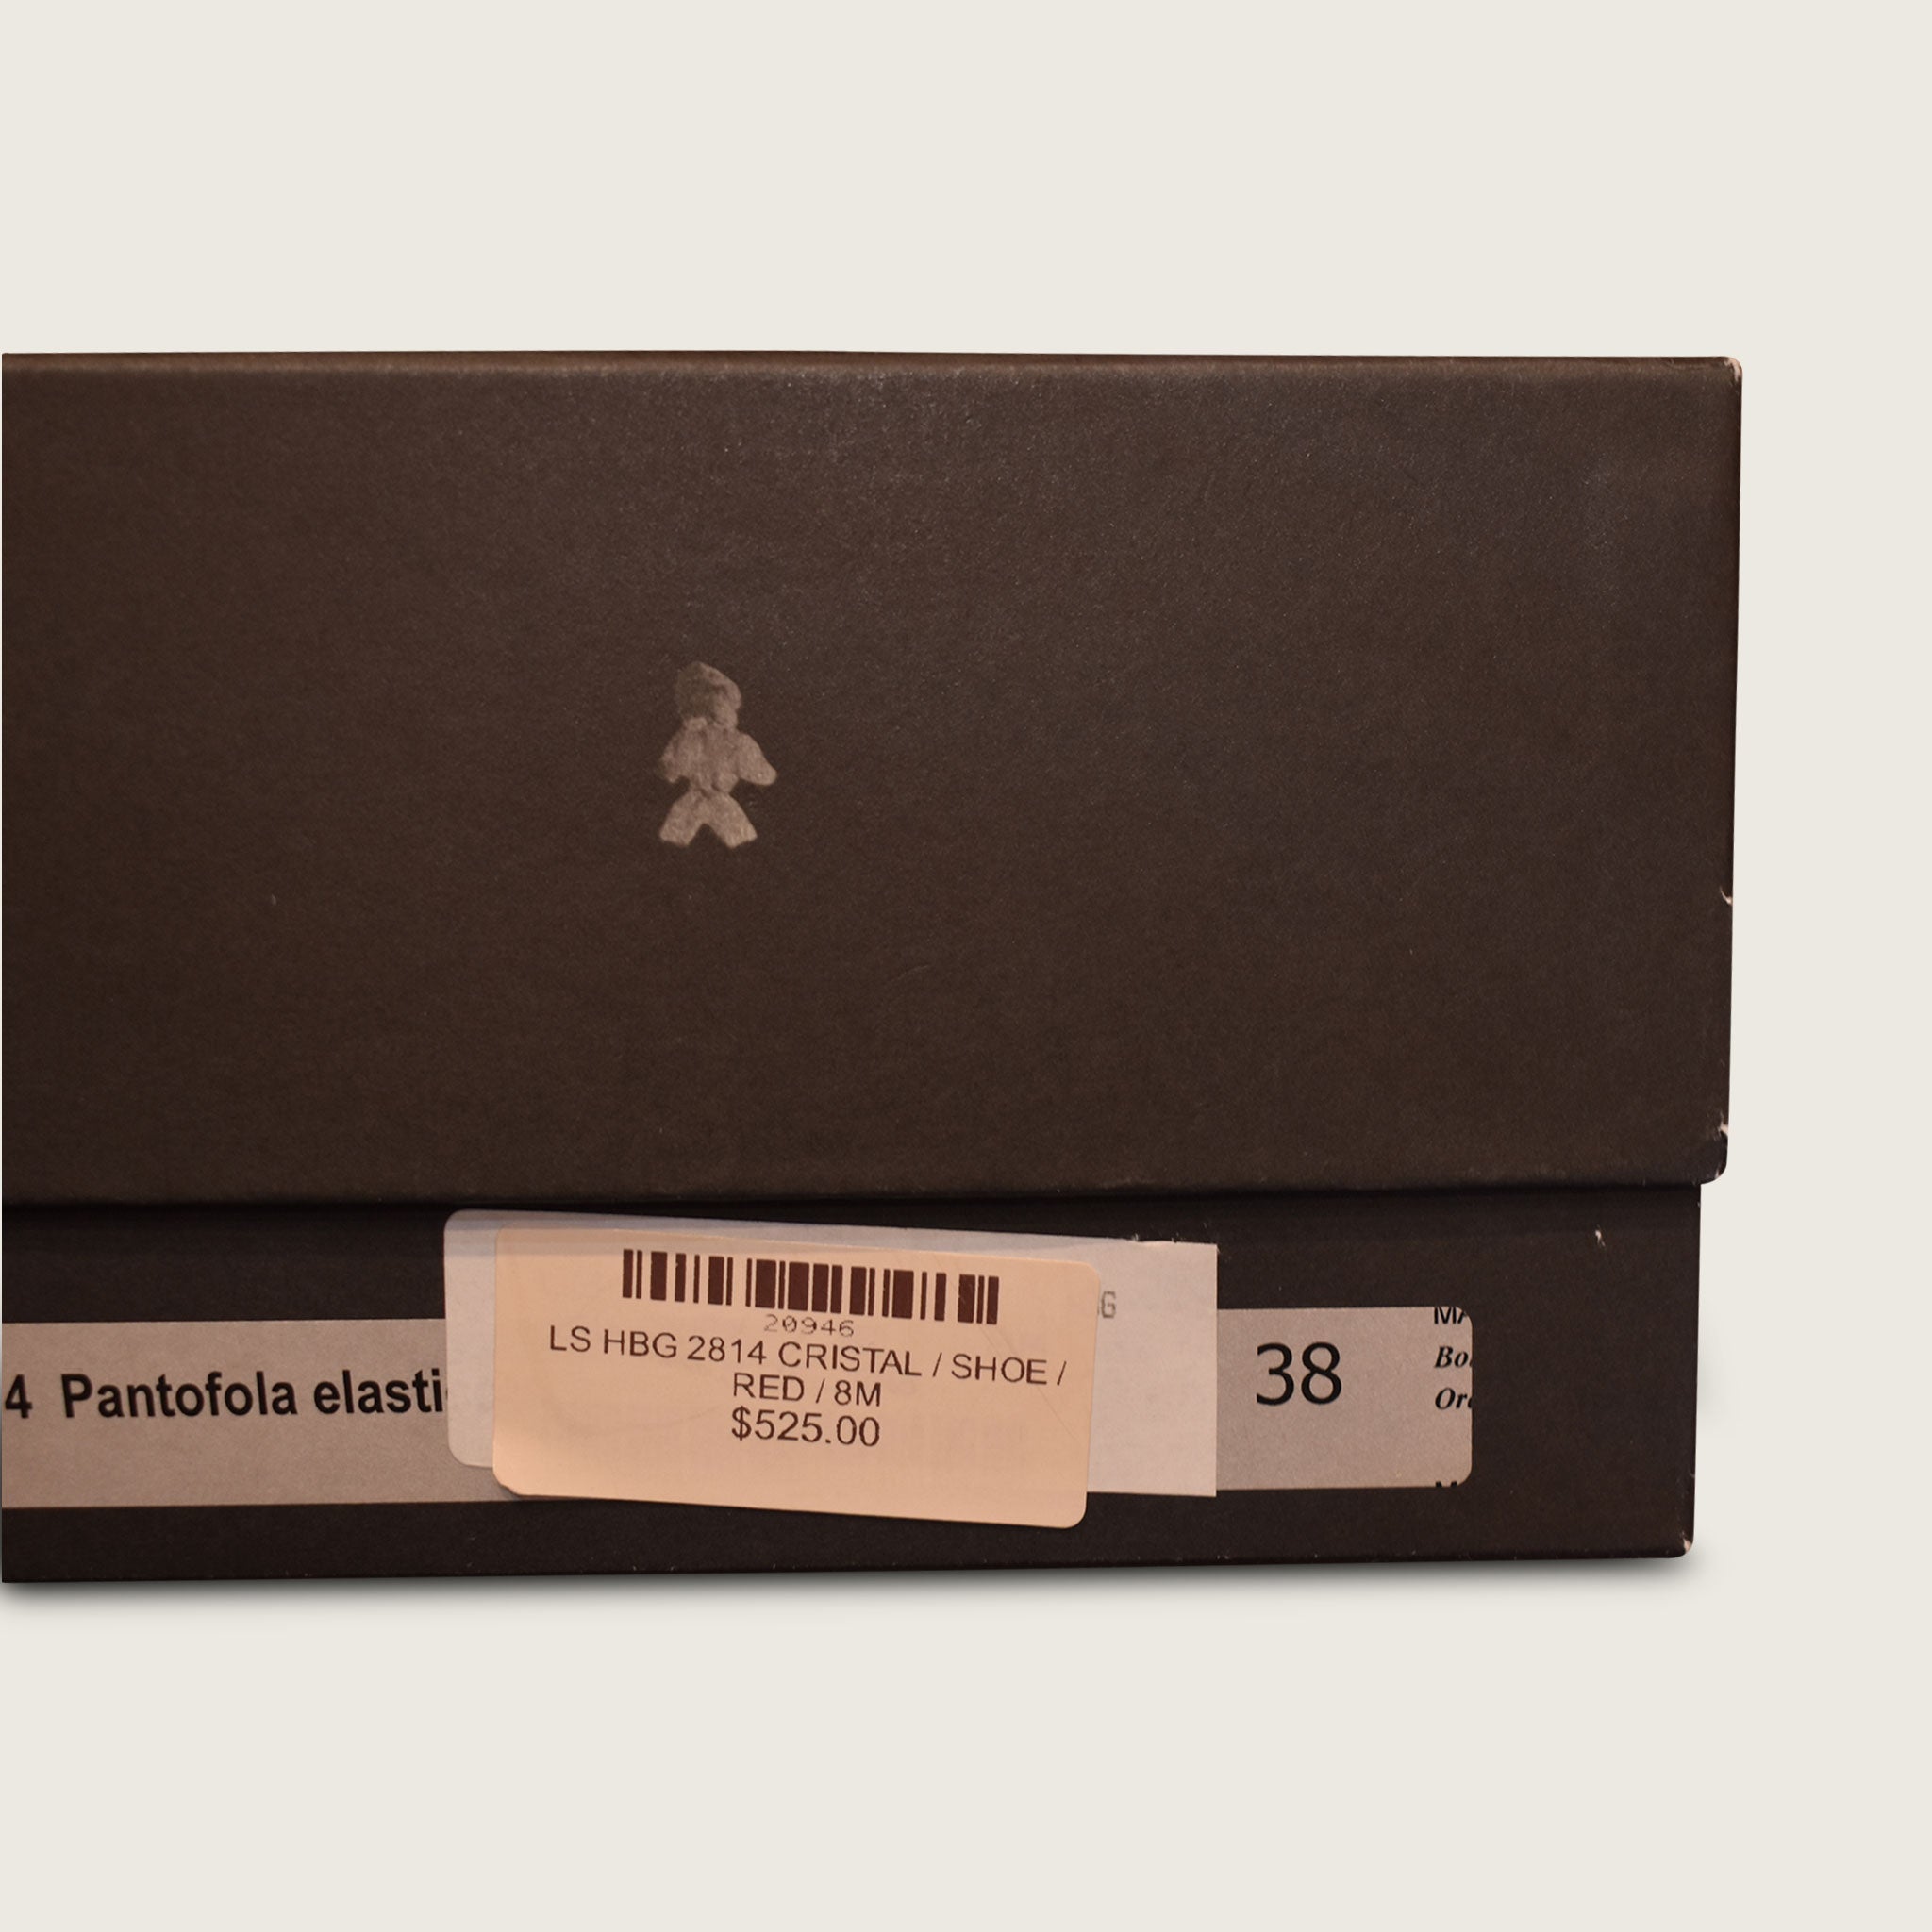 20946
LS HBG 2814 CRISTAL / SHOE /
RED / 8M
$525.00
4 Pantofola elasti
38